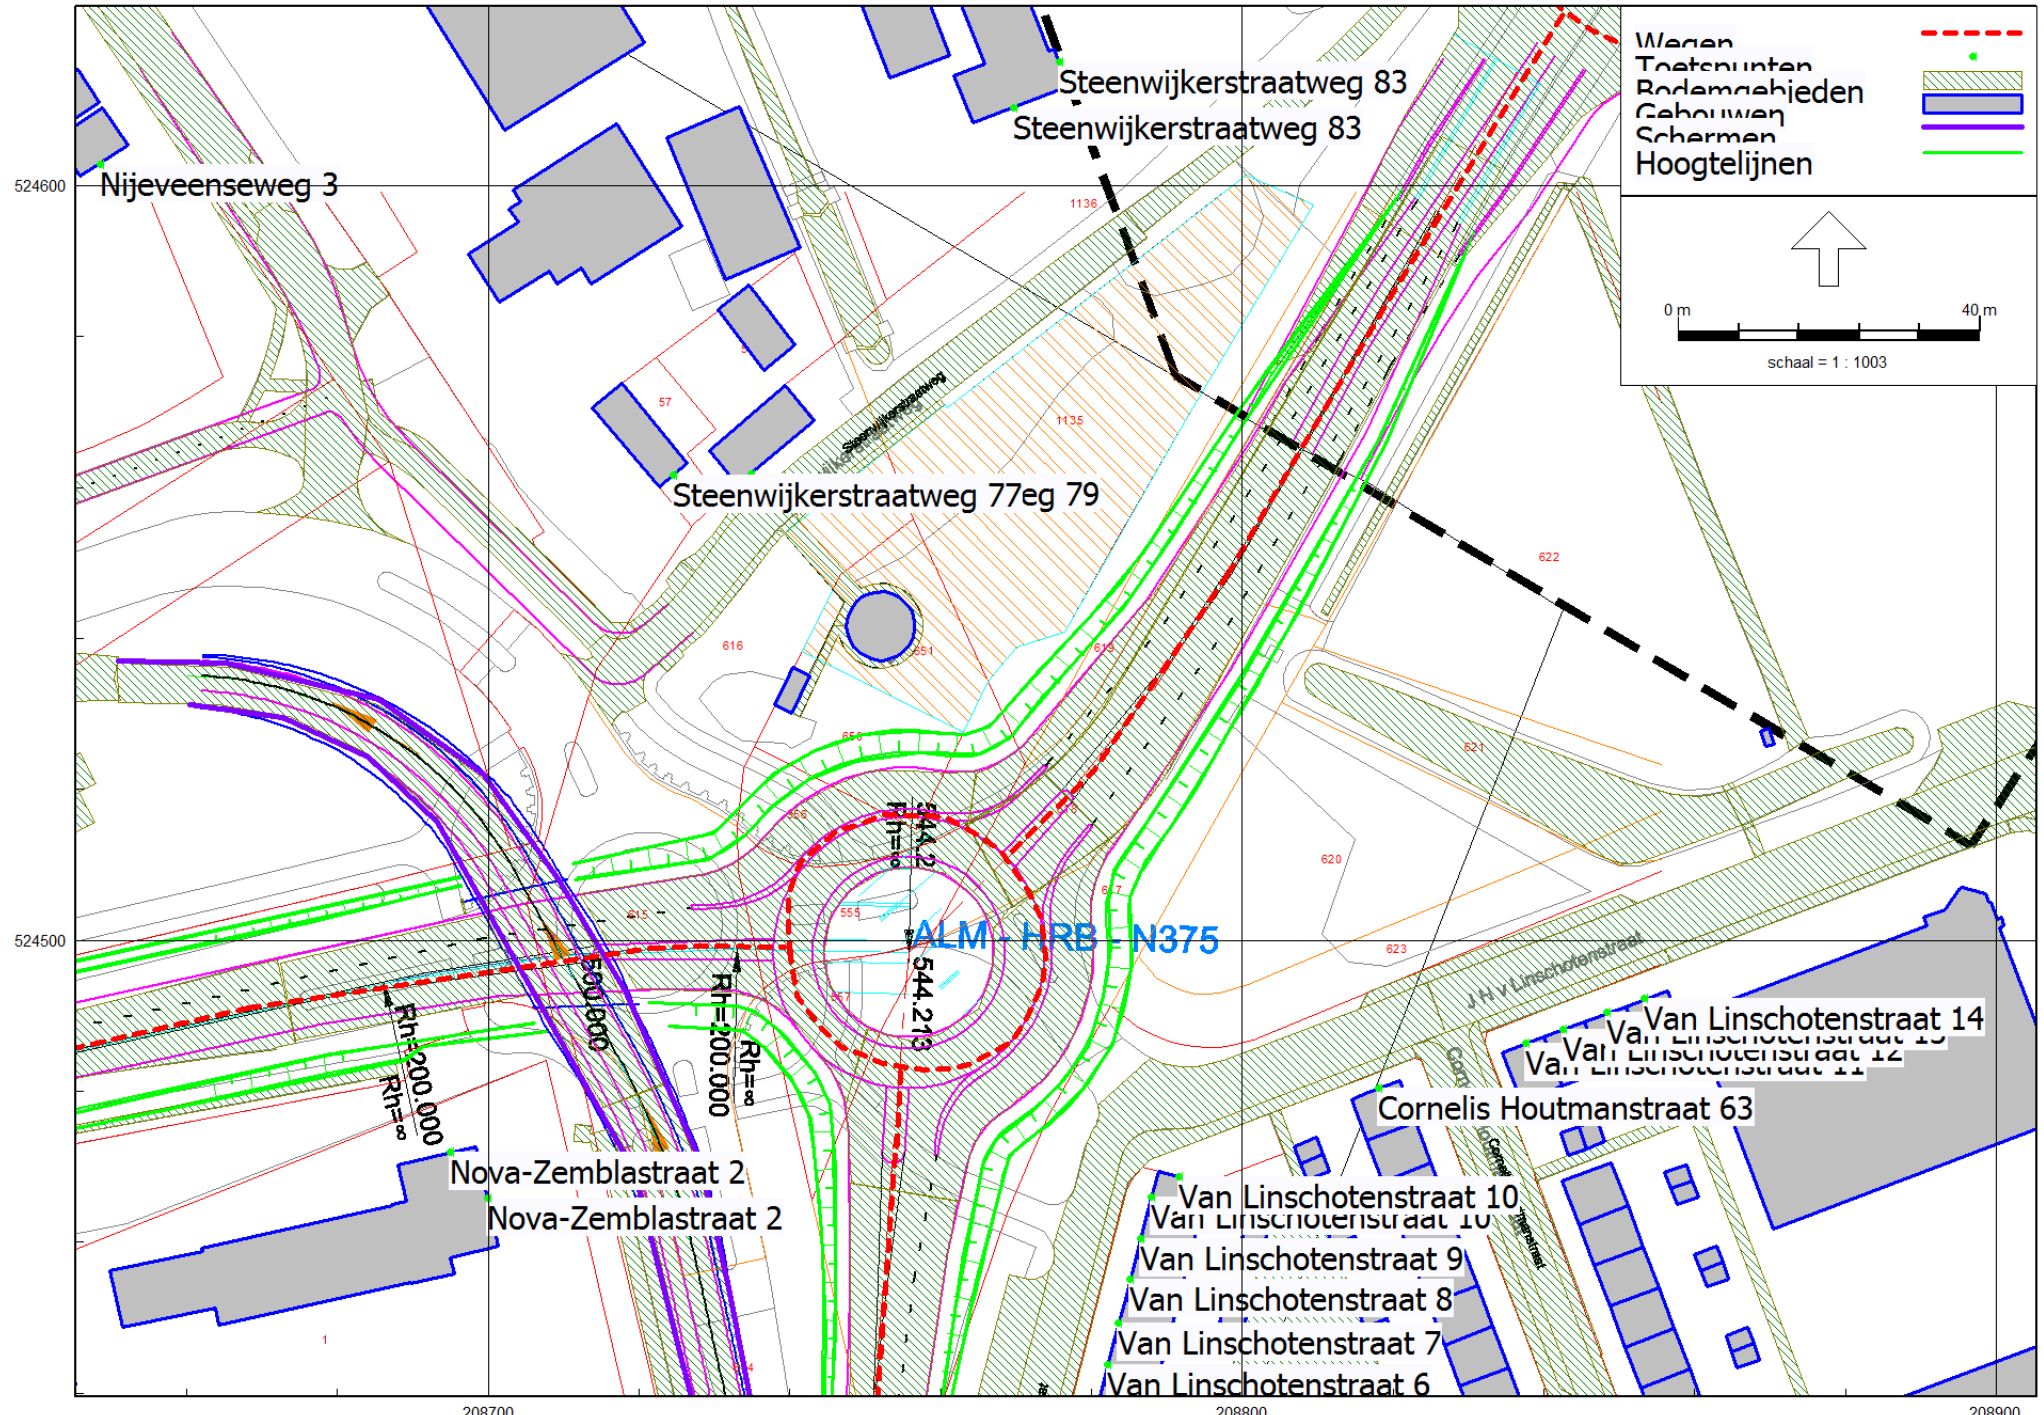 Wegen
Toetspunten
Bodemgebieden
Gebouwen
Schermen
Hoogtelijnen
0 m
40 m
schaal = 1 : 1003
Steenwijkerstraatweg 83
Steenwijkerstraatweg 83
Nijeveenseweg 3
524600
1136
57
1135
Steenwijkerstraatweg
Steenwijkerstraatweg 77eg 79
622
616
651
619
656
621
618
620
617
615
555
557
623
524500
ALM - HRB - N375
544.2
Rh=∞
544.213
500.000
Rh=200.000
Rh=∞
Rh=200.000
Rh=∞
J H v Linschotenstraat
Van Linschotenstraat 14
Van Linschotenstraat 13
Van Linschotenstraat 12
Van Linschotenstraat 11
Cornelis Houtmanstraat 63
Nova-Zemblastraat 2
Nova-Zemblastraat 2
Van Linschotenstraat 10
Van Linschotenstraat 10
Van Linschotenstraat 9
Van Linschotenstraat 8
Van Linschotenstraat 7
Van Linschotenstraat 6
1
208700
208800
208900